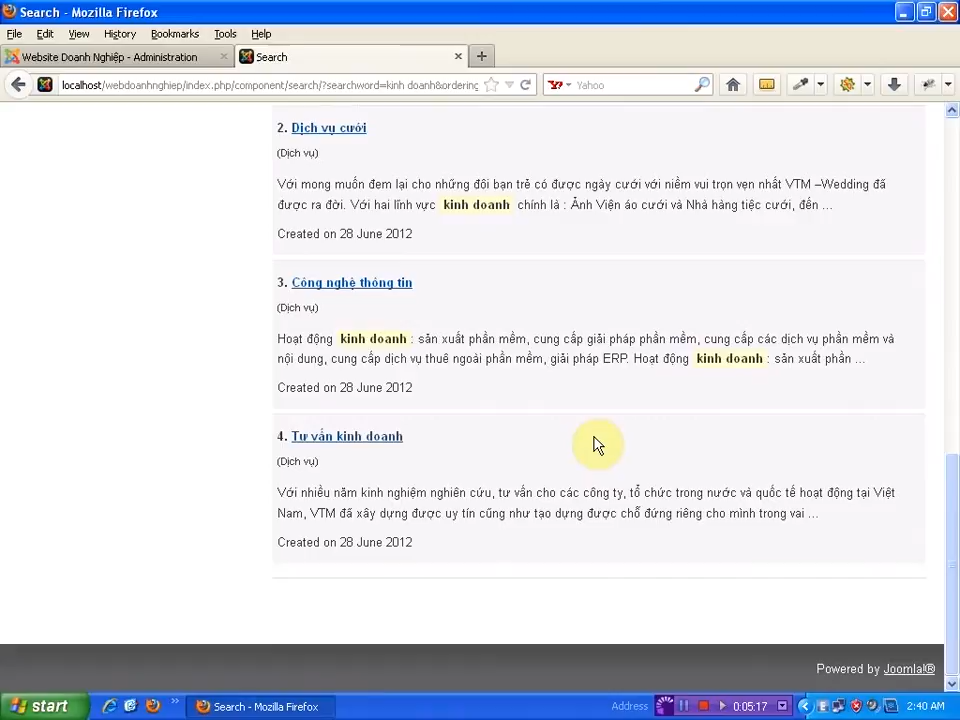 Search - Mozilla Firefox
File Edit View History Bookmarks Tools Help
Website Doanh Nghiệp - Administration
Search
localhost/webdoanhnghiep/index.php/component/search/?searchword=kinh doanh&ordering
Yahoo
2. Dịch vụ cưới
(Dịch vụ)
Với mong muốn đem lại cho những đôi bạn trẻ có được ngày cưới với niềm vui trọn vẹn nhất VTM –Wedding đã
được ra đời. Với hai lĩnh vực kinh doanh chính là : Ảnh Viện áo cưới và Nhà hàng tiệc cưới, đến ...
Created on 28 June 2012
3. Công nghệ thông tin
(Dịch vụ)
Hoạt động kinh doanh : sản xuất phần mềm, cung cấp giải pháp phần mềm, cung cấp các dịch vụ phần mềm và
nội dung, cung cấp dịch vụ thuê ngoài phần mềm, giải pháp ERP. Hoạt động kinh doanh : sản xuất phần ...
Created on 28 June 2012
4. Tư vấn kinh doanh
(Dịch vụ)
Với nhiều năm kinh nghiệm nghiên cứu, tư vấn cho các công ty, tổ chức trong nước và quốc tế hoạt động tại Việt
Nam, VTM đã xây dựng được uy tín cũng như tạo dựng được chỗ đứng riêng cho mình trong vai ...
Created on 28 June 2012
Powered by Joomla!®
start
Search - Mozilla Firefox
Address
0:05:17
2:40 AM